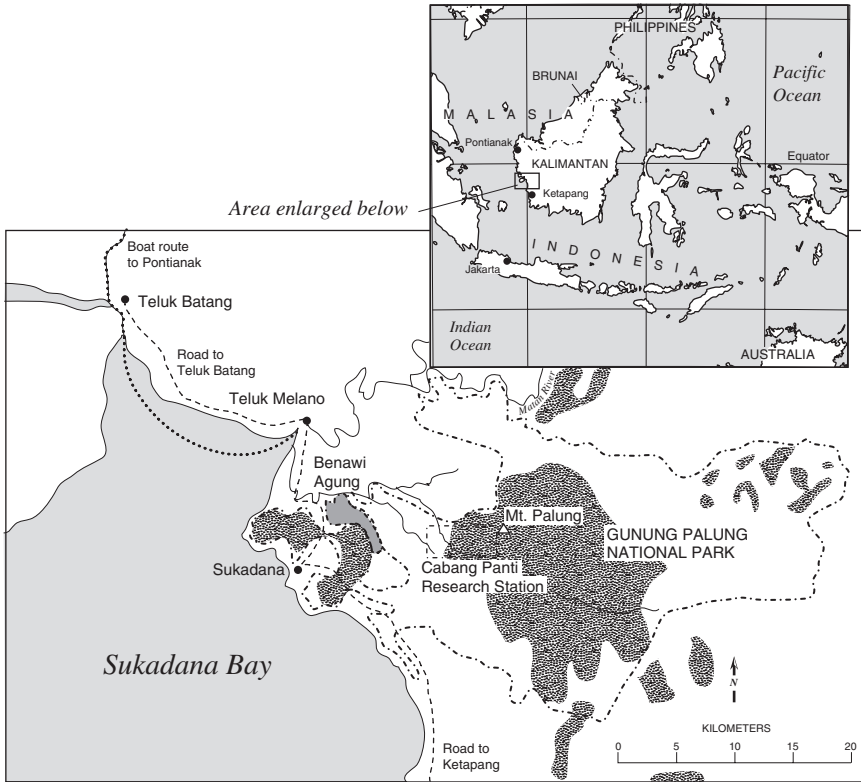 PHILIPPINES
Pacific
Ocean
BRUNAI
M A L A S I A
Pontianak
KALIMANTAN
Equator
Ketapang
Area enlarged below
I N D O N E S I A
Jakarta
Indian
Ocean
AUSTRALIA
Boat route
to Pontianak
Teluk Batang
Road to
Teluk Batang
Teluk Melano
Matan River
Benawi
Agung
Mt. Palung
GUNUNG PALUNG
NATIONAL PARK
Sukadana
Cabang Panti
Research Station
Sukadana Bay
N
KILOMETERS
0 5 10 15 20
Road to
Ketapang